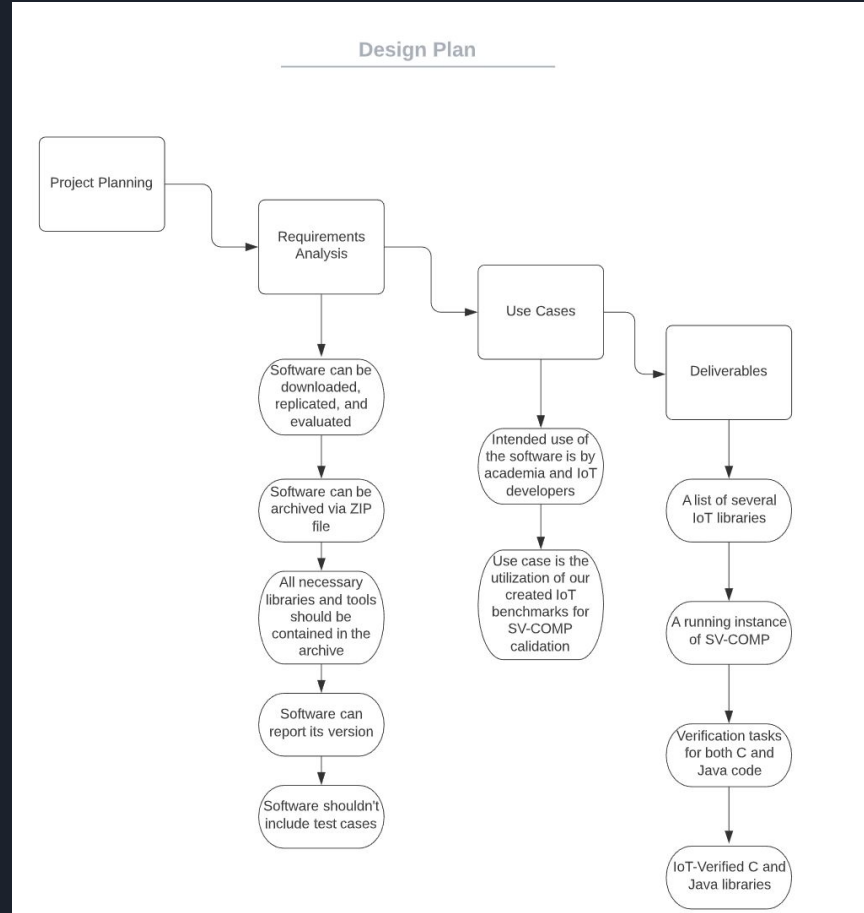 Design Plan
Project Planning
Requirements
Analysis
Use Cases
Deliverables
Software can be
downloaded,
replicated, and
evaluated
Software can be
archived via ZIP
file
All necessary
libraries and tools
should be
contained in the
archive
Software can
report its version
Software shouldn't
include test cases
Intended use of
the software is by
academia and IoT
developers
Use case is the
utilization of our
created IoT
benchmarks for
SV-COMP
calidation
A list of several
IoT libraries
A running instance
of SV-COMP
Verification tasks
for both C and
Java code
IoT-Verified C and
Java libraries